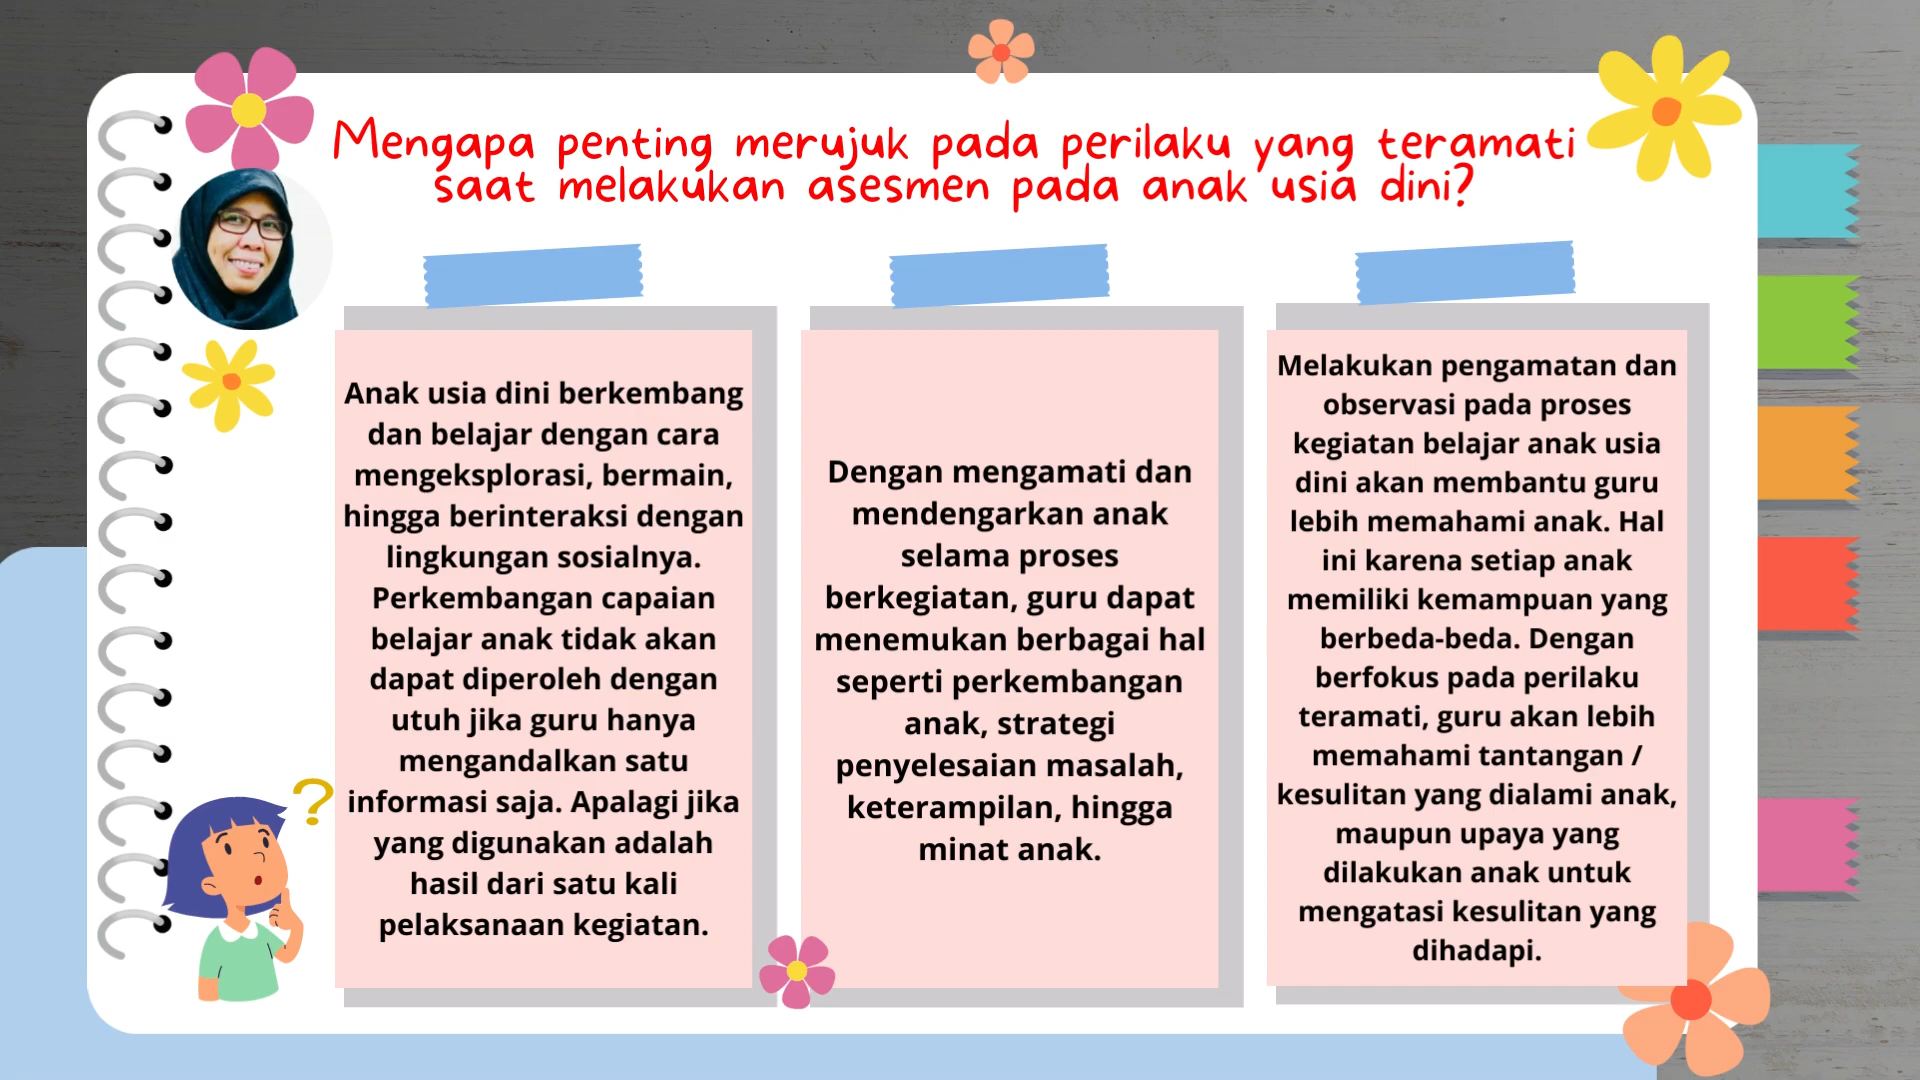 Mengapa penting merujuk pada perilaku yang teramati
saat melakukan asesmen pada anak usia dini?
Anak usia dini berkembang
dan belajar dengan cara
mengeksplorasi, bermain,
hingga berinteraksi dengan
lingkungan sosialnya.
Perkembangan capaian
belajar anak tidak akan
dapat diperoleh dengan
utuh jika guru hanya
mengandalkan satu
informasi saja. Apalagi jika
yang digunakan adalah
hasil dari satu kali
pelaksanaan kegiatan.
Dengan mengamati dan
mendengarkan anak
selama proses
berkegiatan, guru dapat
menemukan berbagai hal
seperti perkembangan
anak, strategi
penyelesaian masalah,
keterampilan, hingga
minat anak.
Melakukan pengamatan dan
observasi pada proses
kegiatan belajar anak usia
dini akan membantu guru
lebih memahami anak. Hal
ini karena setiap anak
memiliki kemampuan yang
berbeda-beda. Dengan
berfokus pada perilaku
teramati, guru akan lebih
memahami tantangan /
kesulitan yang dialami anak,
maupun upaya yang
dilakukan anak untuk
mengatasi kesulitan yang
dihadapi.
?